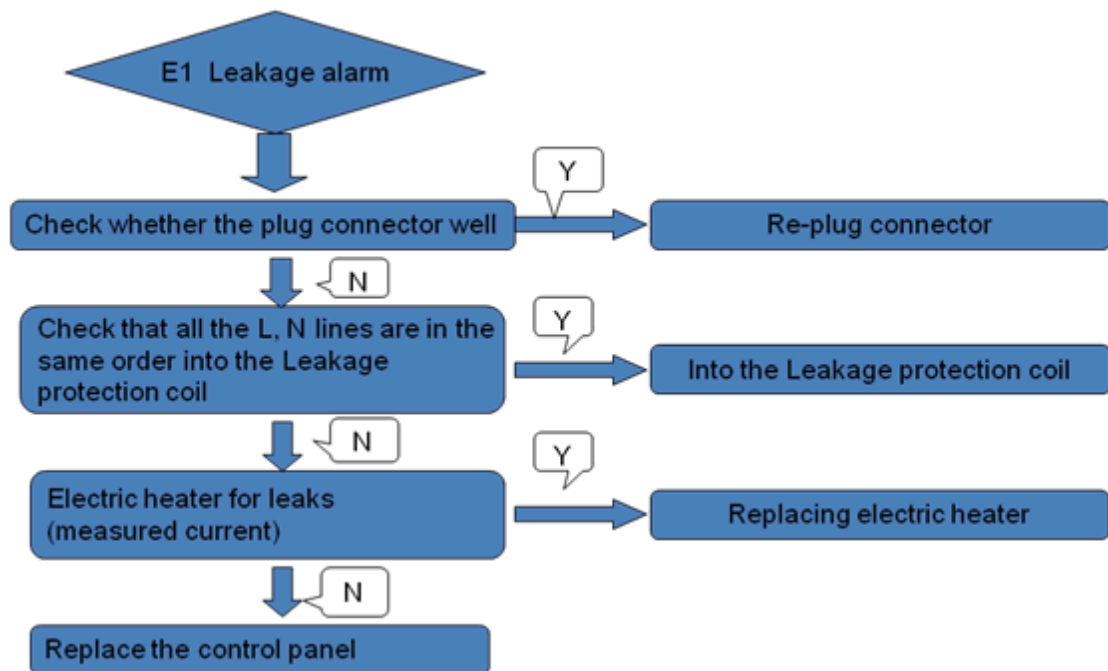 E1 Leakage alarm
Y
Check whether the plug connector well
Re-plug connector
N
Check that all the L, N lines are in the
same order into the Leakage
protection coil
Y
Into the Leakage protection coil
N
Electric heater for leaks
(measured current)
Y
Replacing electric heater
N
Replace the control panel